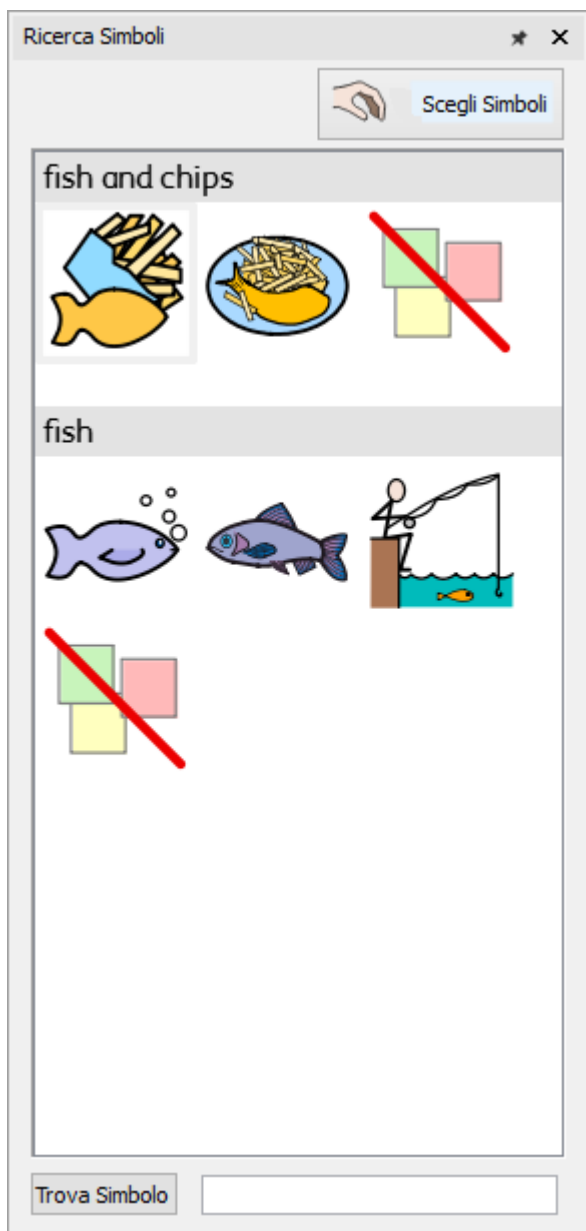 Ricerca Simboli
Scegli Simboli
fish and chips
fish
Trova Simbolo